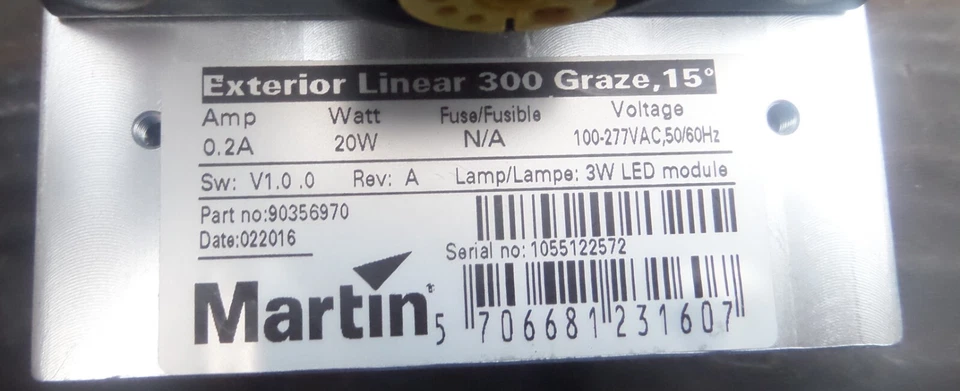 Exterior Linear 300 Graze,15°
Amp Watt Fuse/Fusible Voltage
0.2A 20W N/A 100-277VAC,50/60Hz
Sw: V1.0 .0 Rev: A Lamp/Lampe: 3W LED module
Part no:90356970
Date:022016
Serial no: 1055122572
Martin
5 706681 231607